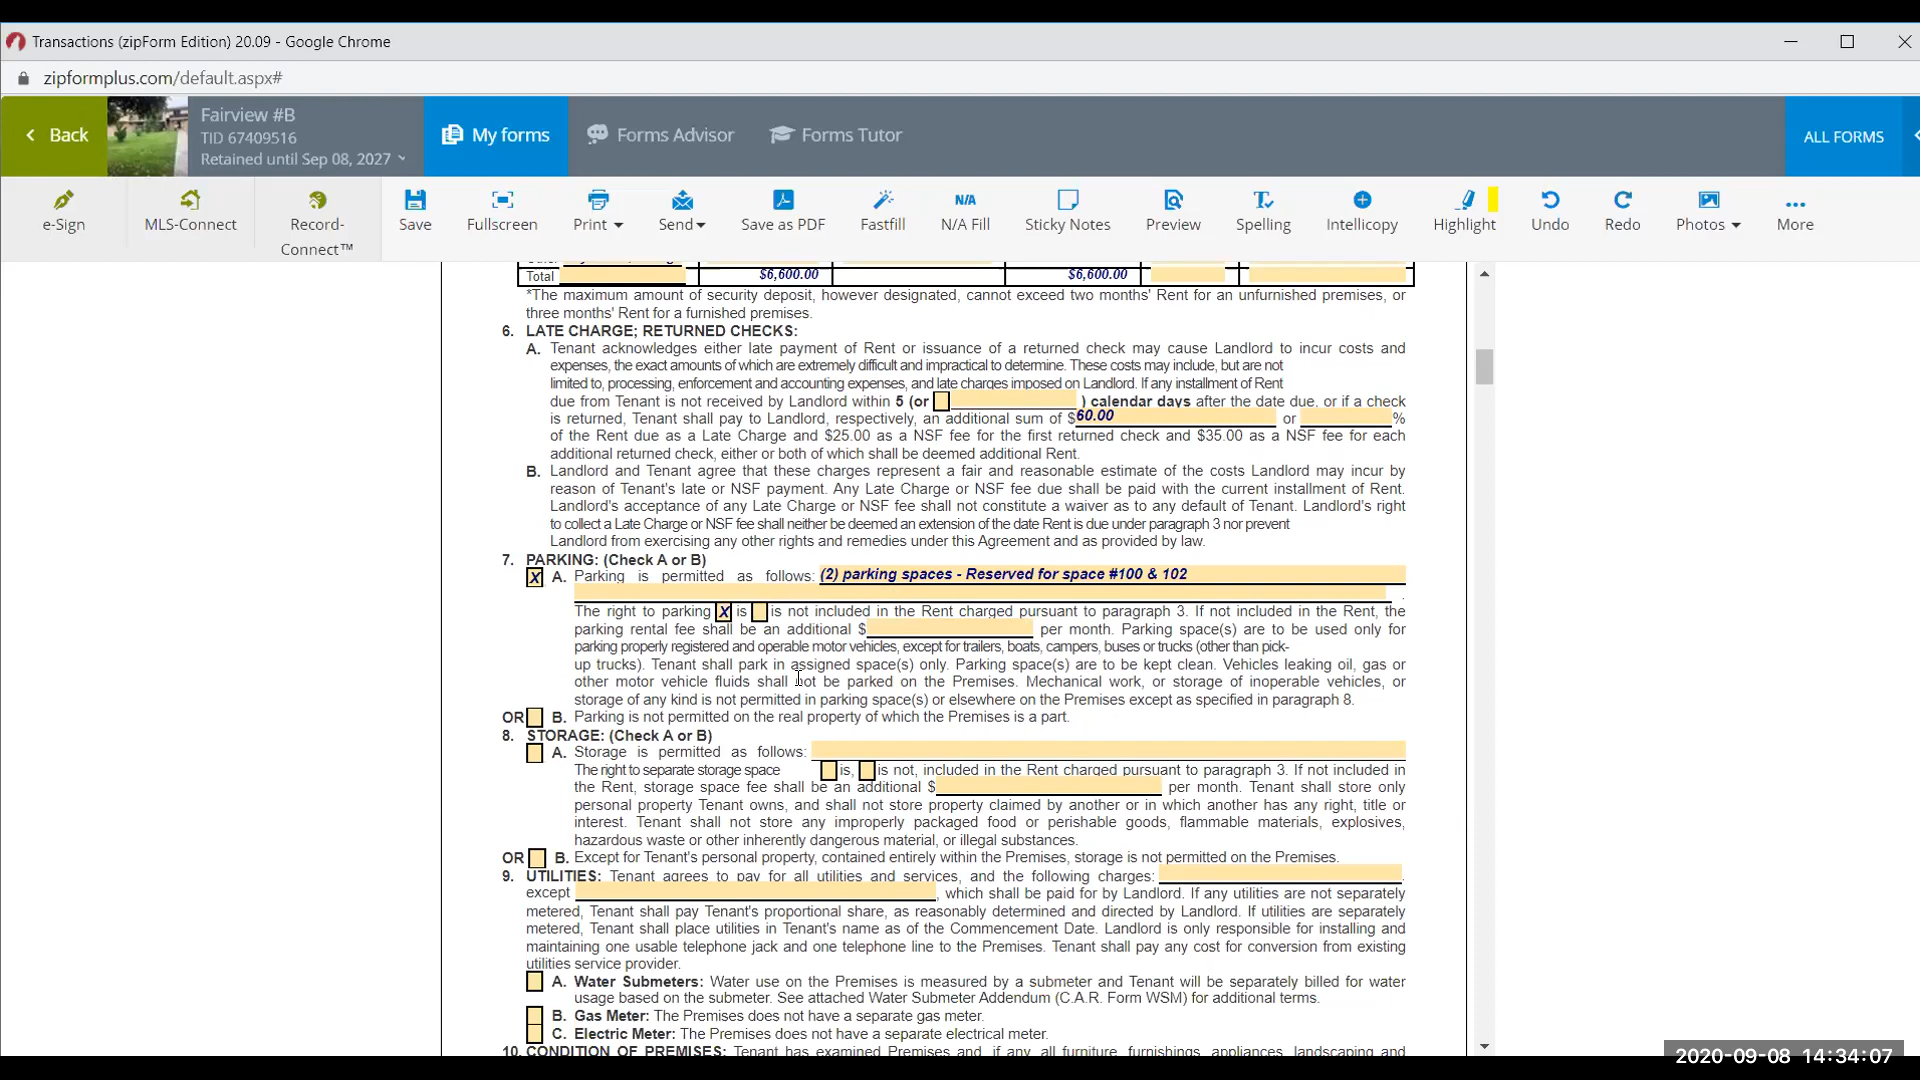 Transactions (zipForm Edition) 20.09 - Google Chrome
zipformplus.com/default.aspx#
Back
Fairview #B
TID 67409516
Retained until Sep 08, 2027
My forms
Forms Advisor
Forms Tutor
ALL FORMS
e-Sign
MLS-Connect
Record-
Connect™
Save
Fullscreen
Print
Send
Save as PDF
Fastfill
N/A
N/A Fill
Sticky Notes
Preview
Spelling
Intellicopy
Highlight
Undo
Redo
Photos
More
Total $6,600.00 $6,600.00
*The maximum amount of security deposit, however designated, cannot exceed two months' Rent for an unfurnished premises, or
three months' Rent for a furnished premises.
6. LATE CHARGE; RETURNED CHECKS:
A. Tenant acknowledges either late payment of Rent or issuance of a returned check may cause Landlord to incur costs and
expenses, the exact amounts of which are extremely difficult and impractical to determine. These costs may include, but are not
limited to, processing, enforcement and accounting expenses, and late charges imposed on Landlord. If any installment of Rent
due from Tenant is not received by Landlord within 5 (or ) calendar days after the date due, or if a check
is returned, Tenant shall pay to Landlord, respectively, an additional sum of $60.00 or %
of the Rent due as a Late Charge and $25.00 as a NSF fee for the first returned check and $35.00 as a NSF fee for each
additional returned check, either or both of which shall be deemed additional Rent.
B. Landlord and Tenant agree that these charges represent a fair and reasonable estimate of the costs Landlord may incur by
reason of Tenant's late or NSF payment. Any Late Charge or NSF fee due shall be paid with the current installment of Rent.
Landlord's acceptance of any Late Charge or NSF fee shall not constitute a waiver as to any default of Tenant. Landlord's right
to collect a Late Charge or NSF fee shall neither be deemed an extension of the date Rent is due under paragraph 3 nor prevent
Landlord from exercising any other rights and remedies under this Agreement and as provided by law.
7. PARKING: (Check A or B)
X A. Parking is permitted as follows: (2) parking spaces - Reserved for space #100 & 102
.
The right to parking X is is not included in the Rent charged pursuant to paragraph 3. If not included in the Rent, the
parking rental fee shall be an additional $ per month. Parking space(s) are to be used only for
parking properly registered and operable motor vehicles, except for trailers, boats, campers, buses or trucks (other than pick-
up trucks). Tenant shall park in assigned space(s) only. Parking space(s) are to be kept clean. Vehicles leaking oil, gas or
other motor vehicle fluids shall not be parked on the Premises. Mechanical work, or storage of inoperable vehicles, or
storage of any kind is not permitted in parking space(s) or elsewhere on the Premises except as specified in paragraph 8.
OR B. Parking is not permitted on the real property of which the Premises is a part.
8. STORAGE: (Check A or B)
A. Storage is permitted as follows:
The right to separate storage space is, is not, included in the Rent charged pursuant to paragraph 3. If not included in
the Rent, storage space fee shall be an additional $ per month. Tenant shall store only
personal property Tenant owns, and shall not store property claimed by another or in which another has any right, title or
interest. Tenant shall not store any improperly packaged food or perishable goods, flammable materials, explosives,
hazardous waste or other inherently dangerous material, or illegal substances.
OR B. Except for Tenant's personal property, contained entirely within the Premises, storage is not permitted on the Premises.
9. UTILITIES: Tenant agrees to pay for all utilities and services, and the following charges: ,
except , which shall be paid for by Landlord. If any utilities are not separately
metered, Tenant shall pay Tenant's proportional share, as reasonably determined and directed by Landlord. If utilities are separately
metered, Tenant shall place utilities in Tenant's name as of the Commencement Date. Landlord is only responsible for installing and
maintaining one usable telephone jack and one telephone line to the Premises. Tenant shall pay any cost for conversion from existing
utilities service provider.
A. Water Submeters: Water use on the Premises is measured by a submeter and Tenant will be separately billed for water
usage based on the submeter. See attached Water Submeter Addendum (C.A.R. Form WSM) for additional terms.
B. Gas Meter: The Premises does not have a separate gas meter.
C. Electric Meter: The Premises does not have a separate electrical meter.
10. CONDITION OF PREMISES: Tenant has examined Premises and, if any, all furniture, furnishings, appliances, landscaping and
2020-09-08 14:34:07